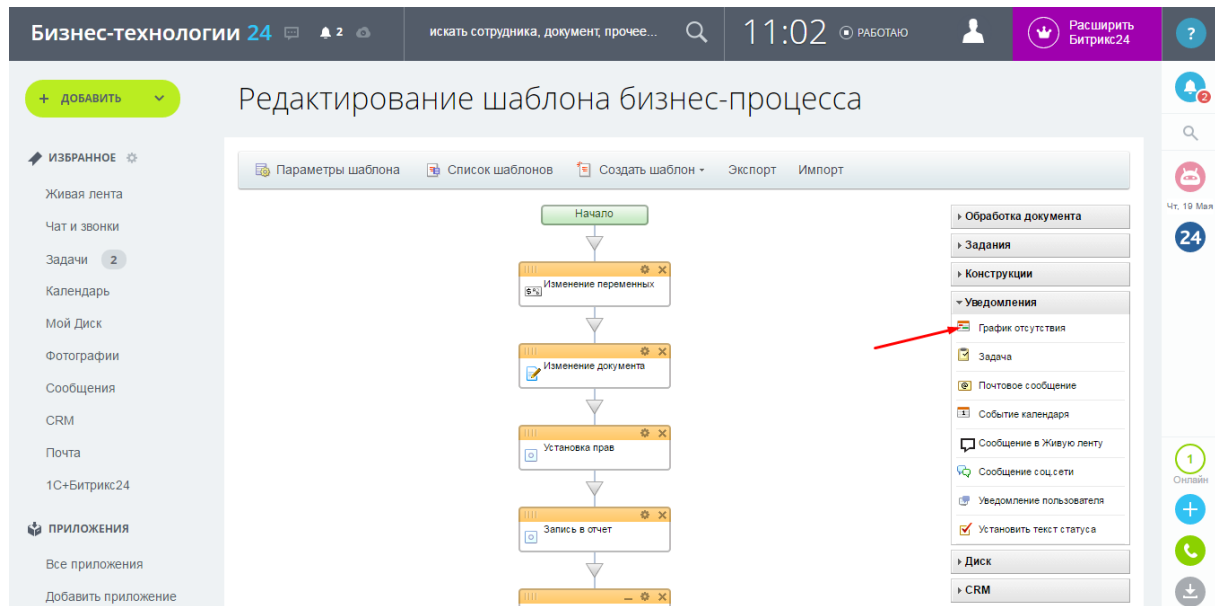 Бизнес-технологии 24
2
искать сотрудника, документ, прочее...
11:02
РАБОТАЮ
Расширить
Битрикс24
?
+ ДОБАВИТЬ
Редактирование шаблона бизнес-процесса
2
ИЗБРАННОЕ
Живая лента
Чат и звонки
Задачи 2
Календарь
Мой Диск
Фотографии
Сообщения
CRM
Почта
1С+Битрикс24
ПРИЛОЖЕНИЯ
Все приложения
Добавить приложение
Параметры шаблона
Список шаблонов
Создать шаблон
Экспорт
Импорт
Начало
Изменение переменных
Изменение документа
Установка прав
Запись в отчет
Обработка документа
Задания
Конструкции
Уведомления
График отсутствия
Задача
Почтовое сообщение
Событие календаря
Сообщение в Живую ленту
Сообщение соц.сети
Уведомление пользователя
Установить текст статуса
Диск
CRM
Чт, 19 Мая
24
1
Онлайн